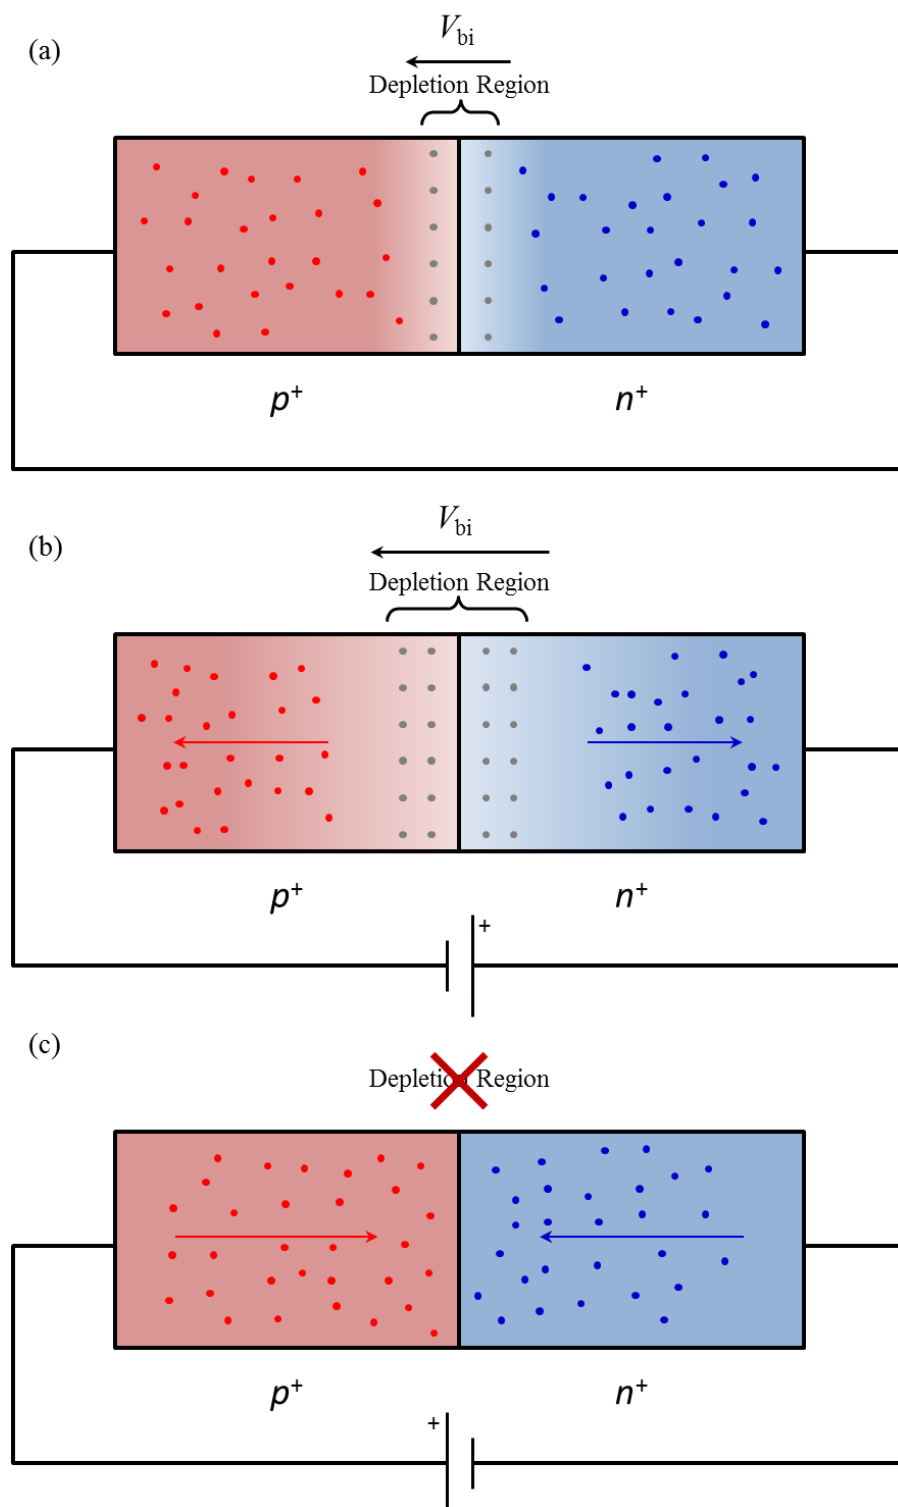 (a)
V_bi
Depletion Region
p⁺ n⁺
(b)
V_bi
Depletion Region
p⁺ n⁺
+
(c)
Depletion Region
p⁺ n⁺
+